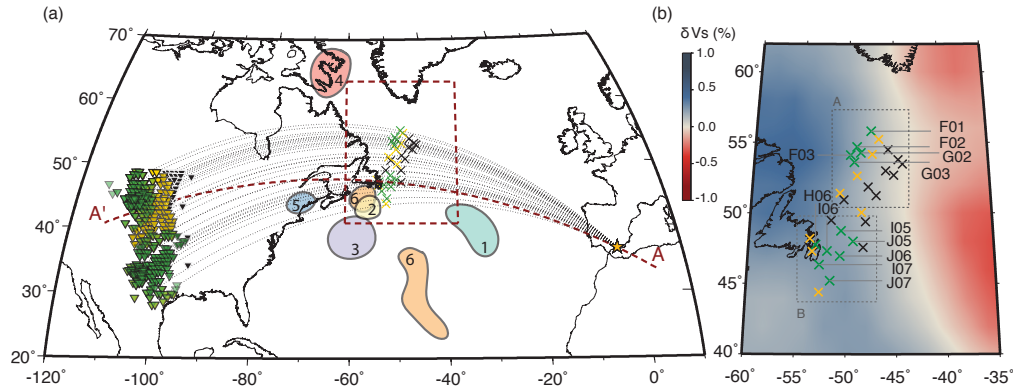 (a)
70°
60°
50°
40°
30°
20°
-120°
-100°
-80°
-60°
-40°
-20°
0°
A'
A
4
5
6
2
3
1
6
δVs (%)
1.0
0.5
0.0
-0.5
-1.0
(b)
60°
55°
50°
45°
40°
-60°
-55°
-50°
-45°
-40°
-35°
A
F01
F02
F03
G02
G03
H06
I06
I05
J05
J06
I07
J07
B